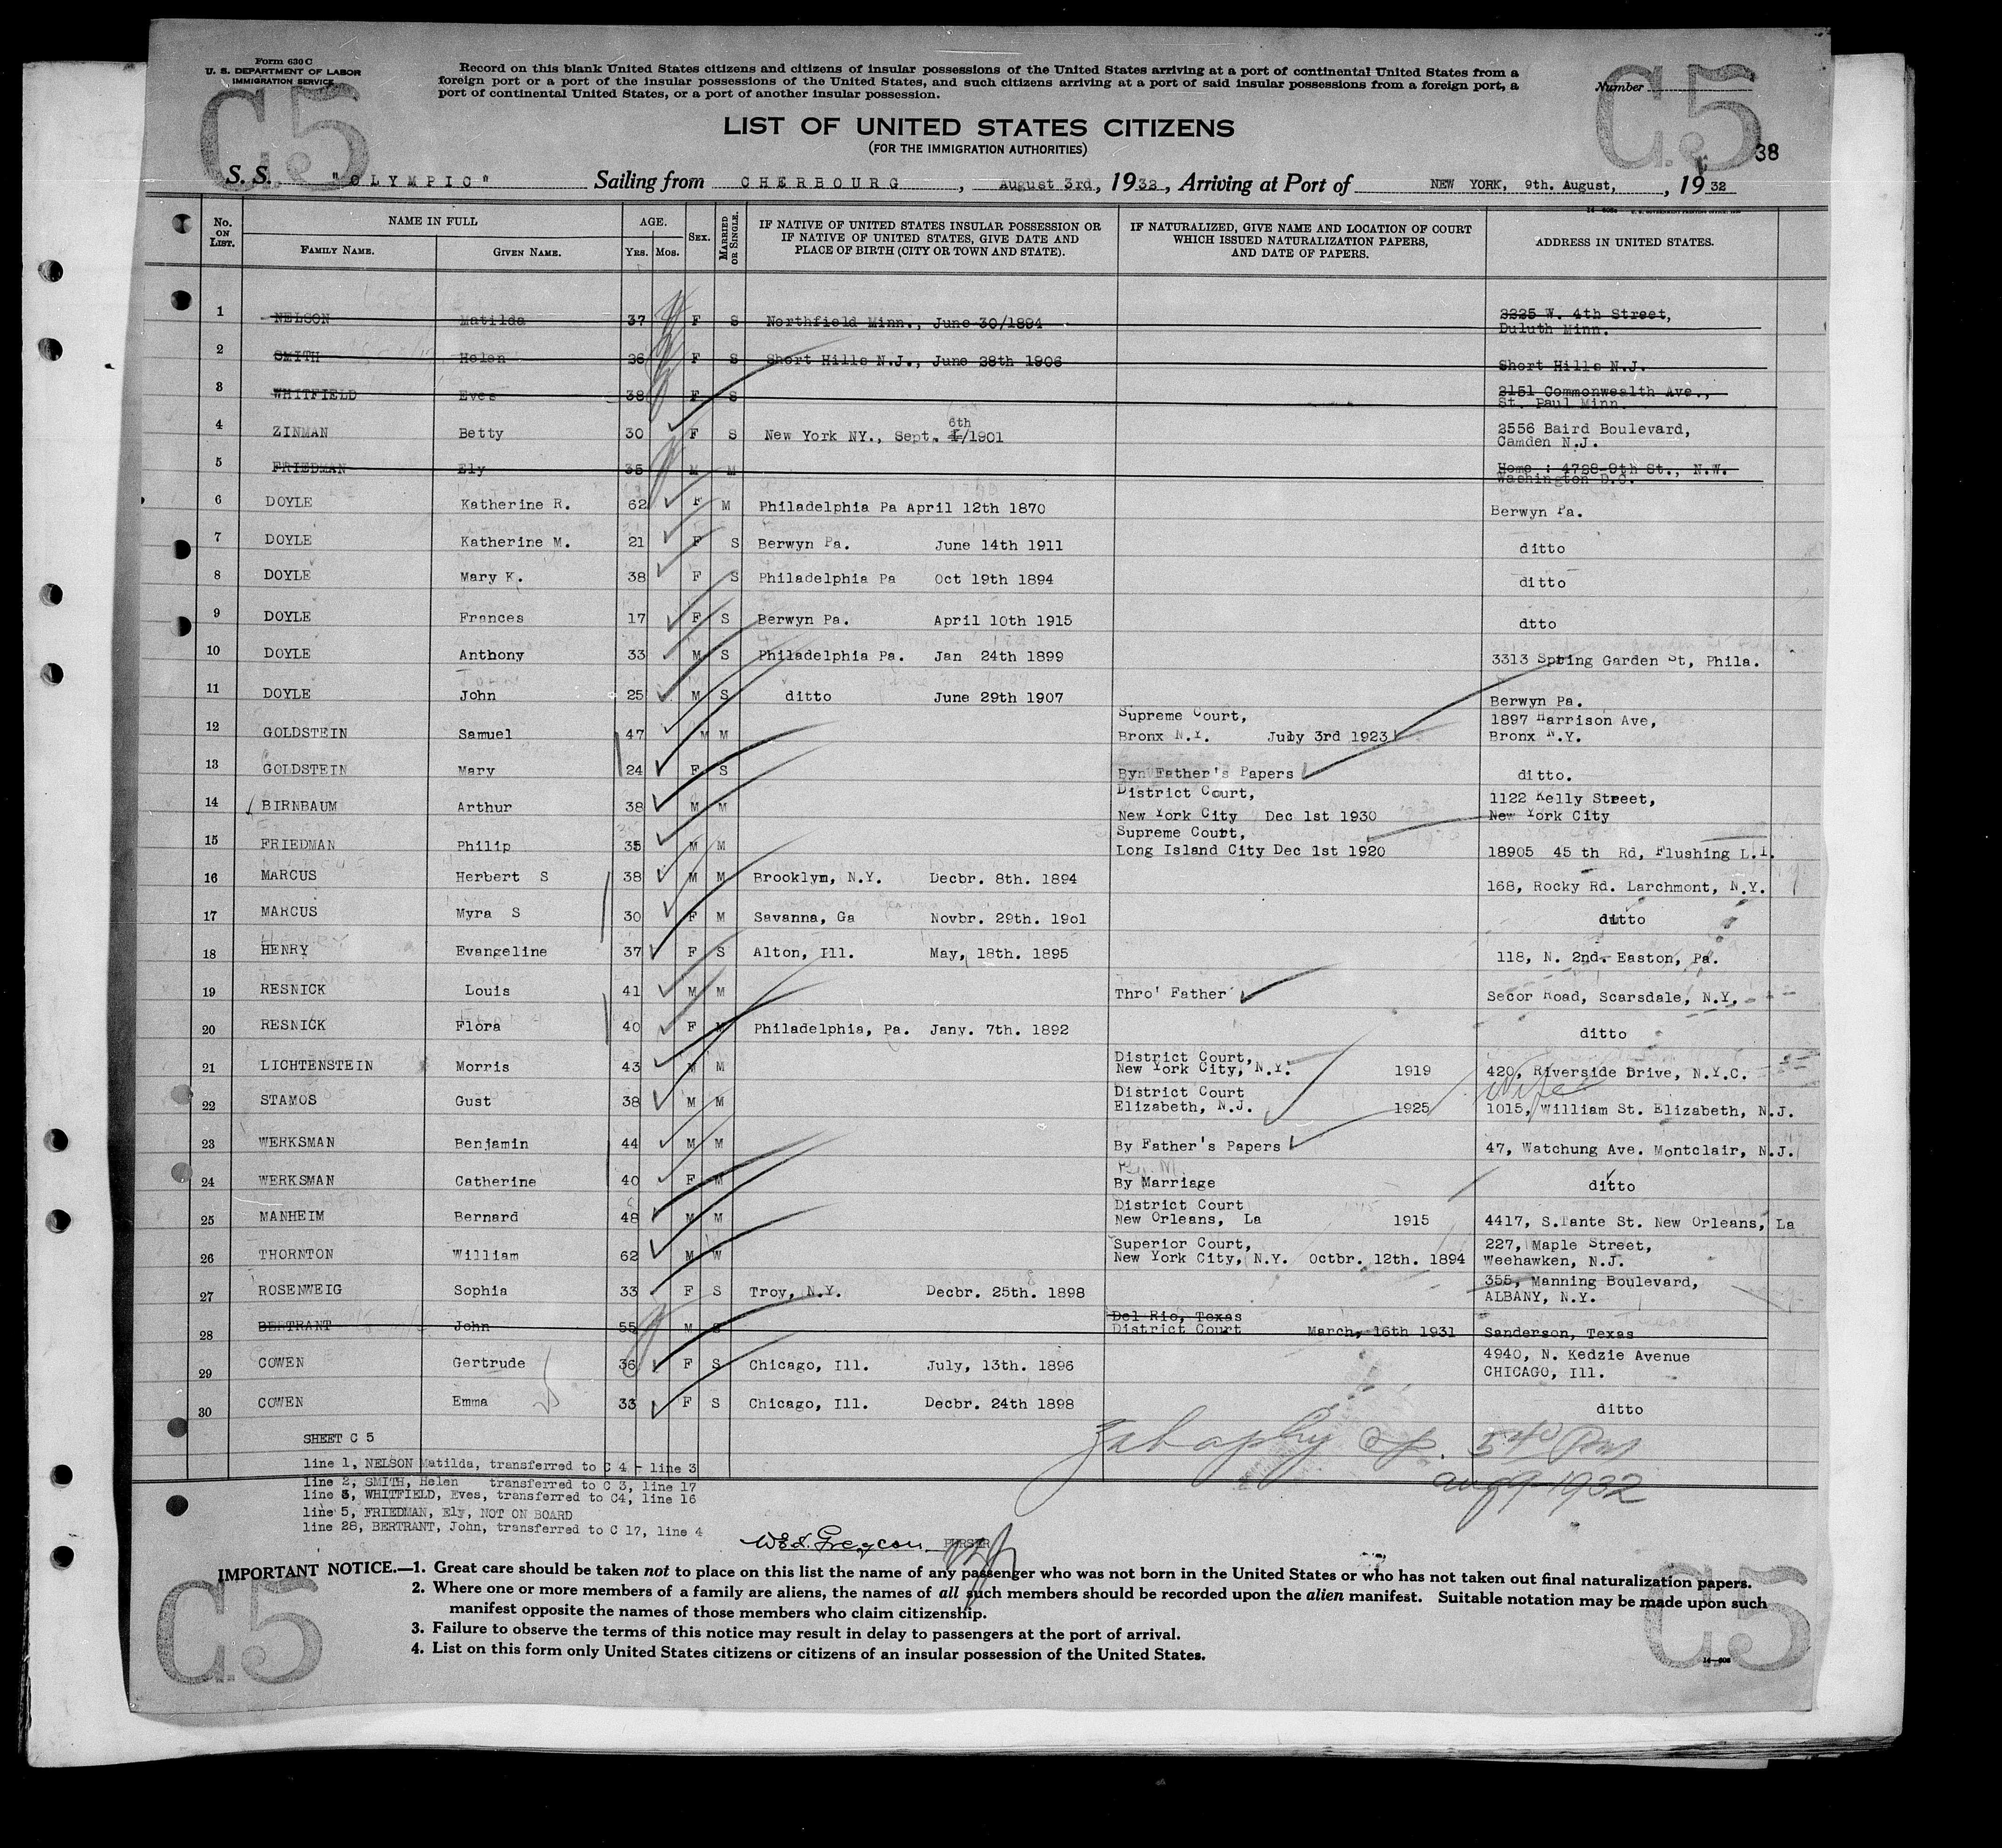 Form 630 C
U. S. DEPARTMENT OF LABOR
IMMIGRATION SERVICE
C5
C5
Record on this blank United States citizens and citizens of insular possessions of the United States arriving at a port of continental United States from a
foreign port or a port of the insular possessions of the United States, and such citizens arriving at a port of said insular possessions from a foreign port, a
port of continental United States, or a port of another insular possession.
Number
LIST OF UNITED STATES CITIZENS
(FOR THE IMMIGRATION AUTHORITIES)
38
S. S. "OLYMPIC" Sailing from CHERBOURG, August 3rd, 1932, Arriving at Port of NEW YORK, 9th. August, 1932
No. ON LIST. NAME IN FULL FAMILY NAME. GIVEN NAME. AGE. Yrs. Mos. SEX. MARRIED OR SINGLE. IF NATIVE OF UNITED STATES INSULAR POSSESSION OR IF NATIVE OF UNITED STATES, GIVE DATE AND PLACE OF BIRTH (CITY OR TOWN AND STATE). IF NATURALIZED, GIVE NAME AND LOCATION OF COURT WHICH ISSUED NATURALIZATION PAPERS, AND DATE OF PAPERS. ADDRESS IN UNITED STATES.
1 NELSON Matilda 37 F S Northfield Minn., June 30/1894 2225 W. 4th Street,
Duluth Minn.
2 SMITH Helen 26 F S Short Hills N.J., June 28th 1906 Short Hills N.J.
3 WHITFIELD Eves 38 F S 2151 Commonwealth Ave.,
St. Paul Minn.
6th
4 ZINMAN Betty 30 F S New York NY., Sept. 1/1901 2556 Baird Boulevard,
Camden N.J.
5 FRIEDMAN Ely 35 M M Home : 4728-9th St., N.W.
Washington D.C.
6 DOYLE Katherine R. 62 F M Philadelphia Pa April 12th 1870 Berwyn Pa.
7 DOYLE Katherine M. 21 F S Berwyn Pa. June 14th 1911 ditto
8 DOYLE Mary K. 38 F S Philadelphia Pa Oct 19th 1894 ditto
9 DOYLE Frances 17 F S Berwyn Pa. April 10th 1915 dtto
10 DOYLE Anthony 33 M S Philadelphia Pa. Jan 24th 1899 3313 Spring Garden St, Phila.
11 DOYLE John 25 M S ditto June 29th 1907 Berwyn Pa.
Supreme Court, 1897 Harrison Ave,
12 GOLDSTEIN Samuel 47 M M Bronx N.Y. July 3rd 1923 Bronx N.Y.
13 GOLDSTEIN Mary 24 F S Byn Father's Papers ditto.
District Court, 1122 Kelly Street,
14 BIRNBAUM Arthur 38 M M New York City Dec 1st 1930 New York City
Supreme Court,
15 FRIEDMAN Philip 35 M M Long Island City Dec 1st 1920 18905 45 th Rd, Flushing L.I.
16 MARCUS Herbert S 38 M M Brooklyn, N.Y. Decbr. 8th. 1894 168, Rocky Rd. Larchmont, N.Y.
17 MARCUS Myra S 30 F M Savanna, Ga Novbr. 29th. 19o1 ditto
18 HENRY Evangeline 37 F S Alton, Ill. May, 18th. 1895 118, N. 2nd. Easton, Pa.
19 RESNICK Louis 41 M M Thro' Father Secor Road, Scarsdale, N.Y.
20 RESNICK Flora 40 F M Philadelphia, Pa. Jany. 7th. 1892 ditto
District Court,
21 LICHTENSTEIN Morris 43 M M New York City, N.Y. 1919 420, Riverside Drive, N.Y.C.
District Court Wife
22 STAMOS Gust 38 M M Elizabeth, N.J. 1925 1015, William St. Elizabeth, N.J.
23 WERKSMAN Benjamin 44 M M By Father's Papers 47, Watchung Ave. Montclair, N.J.
24 WERKSMAN Catherine 40 F M By Marriage ditto
District Court
25 MANHEIM Bernard 48 M M New Orleans, La 1915 4417, S.Tante St. New Orleans, La
Superior Court, 227, Maple Street,
26 THORNTON William 62 M W New York City, N.Y. Octbr. 12th. 1894 Weehawken, N.J.
27 ROSENWEIG Sophia 33 F S Troy, N.Y. Decbr. 25th. 1898 355, Manning Boulevard,
ALBANY, N.Y.
Del Rio, Texas
28 BERTRANT John 55 M S District Court March, 16th 1931 Sanderson, Texas
29 COWEN Gertrude 36 F S Chicago, Ill. July, 13th. 1896 4940, N. Kedzie Avenue
CHICAGO, Ill.
30 COWEN Emma 33 F S Chicago, Ill. Decbr. 24th 1898 ditto
SHEET C 5
line 1, NELSON Matilda, transferred to C 4 - line 3
line 2, SMITH, Helen transferred to C 3, line 17
line 3, WHITFIELD, Eves, transferred to C4, line 16
line 5, FRIEDMAN, Ely, NOT ON BOARD
line 28, BERTRANT, John, transferred to C 17, line 4
540 Pm
aug 9-1932
PURSER
IMPORTANT NOTICE.—1. Great care should be taken not to place on this list the name of any passenger who was not born in the United States or who has not taken out final naturalization papers.
2. Where one or more members of a family are aliens, the names of all such members should be recorded upon the alien manifest. Suitable notation may be made upon such
manifest opposite the names of those members who claim citizenship.
3. Failure to observe the terms of this notice may result in delay to passengers at the port of arrival.
4. List on this form only United States citizens or citizens of an insular possession of the United States.
C5
C5